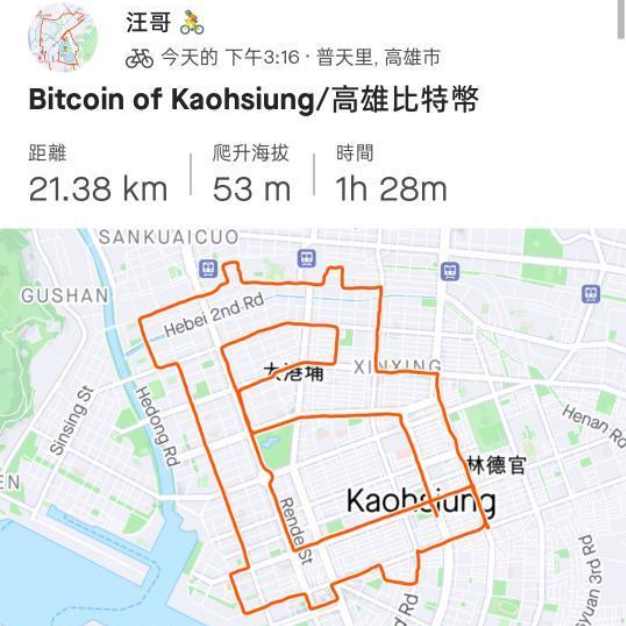 汪哥 🚴
今天的 下午3:16 · 普天里, 高雄市
Bitcoin of Kaohsiung/高雄比特幣
距離
爬升海拔
時間
21.38 km
53 m
1h 28m
SANKUAICUO
GUSHAN
Hebei 2nd Rd
大港埔
XINXING
Sinsing St
Hedong Rd
Henan Rd
林德官
EN
Kaohsiung
Rende St
yuan 3rd Rd
d Rd